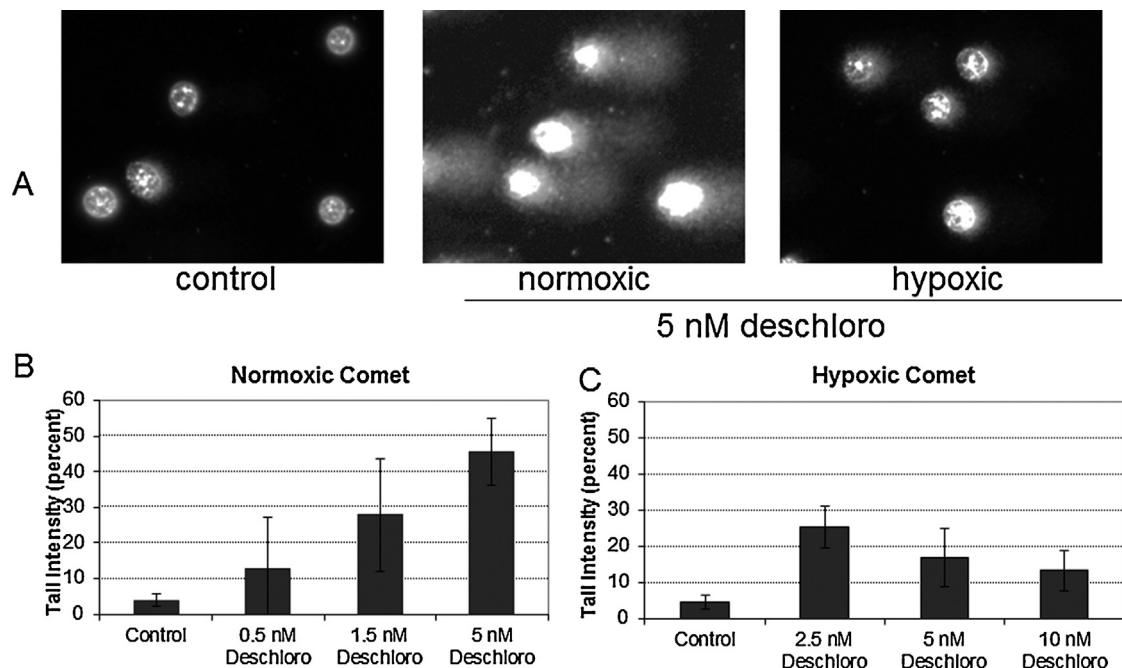 A
control
normoxic
hypoxic
5 nM deschloro
B
Normoxic Comet
Tall Intensity (percent)
60
50
40
30
20
10
0
Control
0.5 nM
Deschloro
1.5 nM
Deschloro
5 nM
Deschloro
C
Hypoxic Comet
Tall Intensity (percent)
60
50
40
30
20
10
0
Control
2.5 nM
Deschloro
5 nM
Deschloro
10 nM
Deschloro